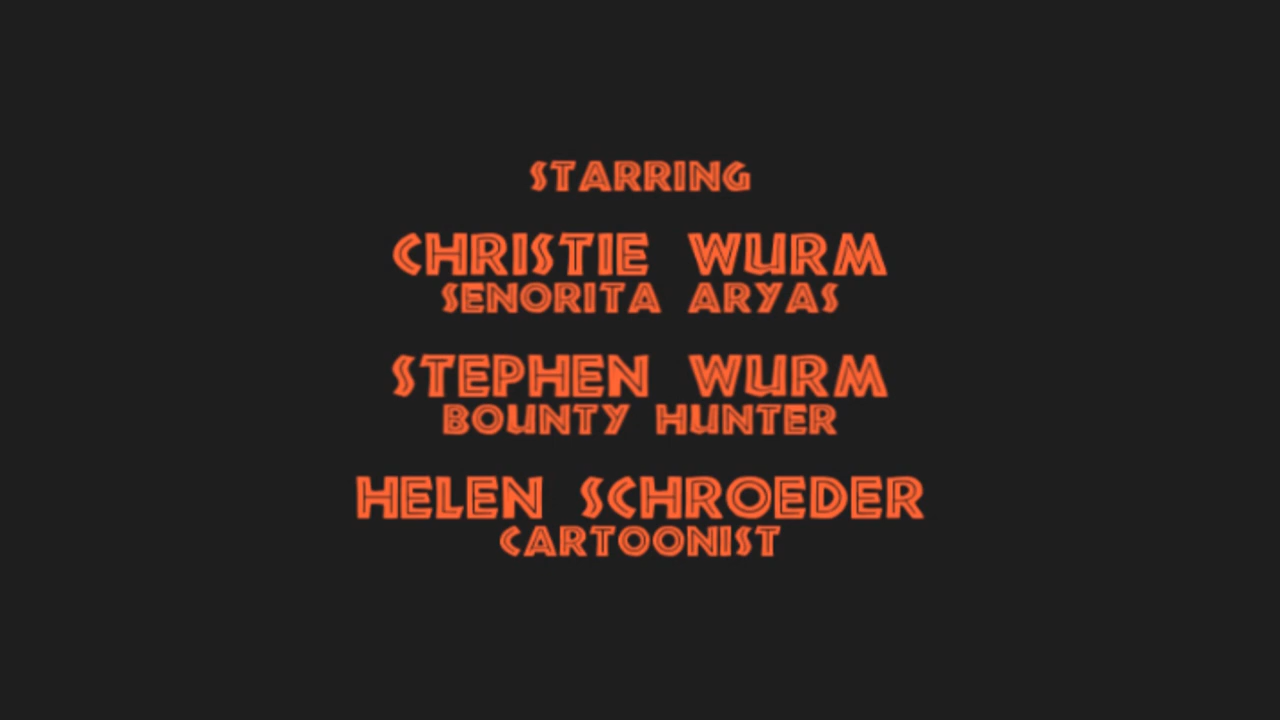 STARRING
CHRISTIE WURM
SENORITA ARYAS
STEPHEN WURM
BOUNTY HUNTER
HELEN SCHROEDER
CARTOONIST